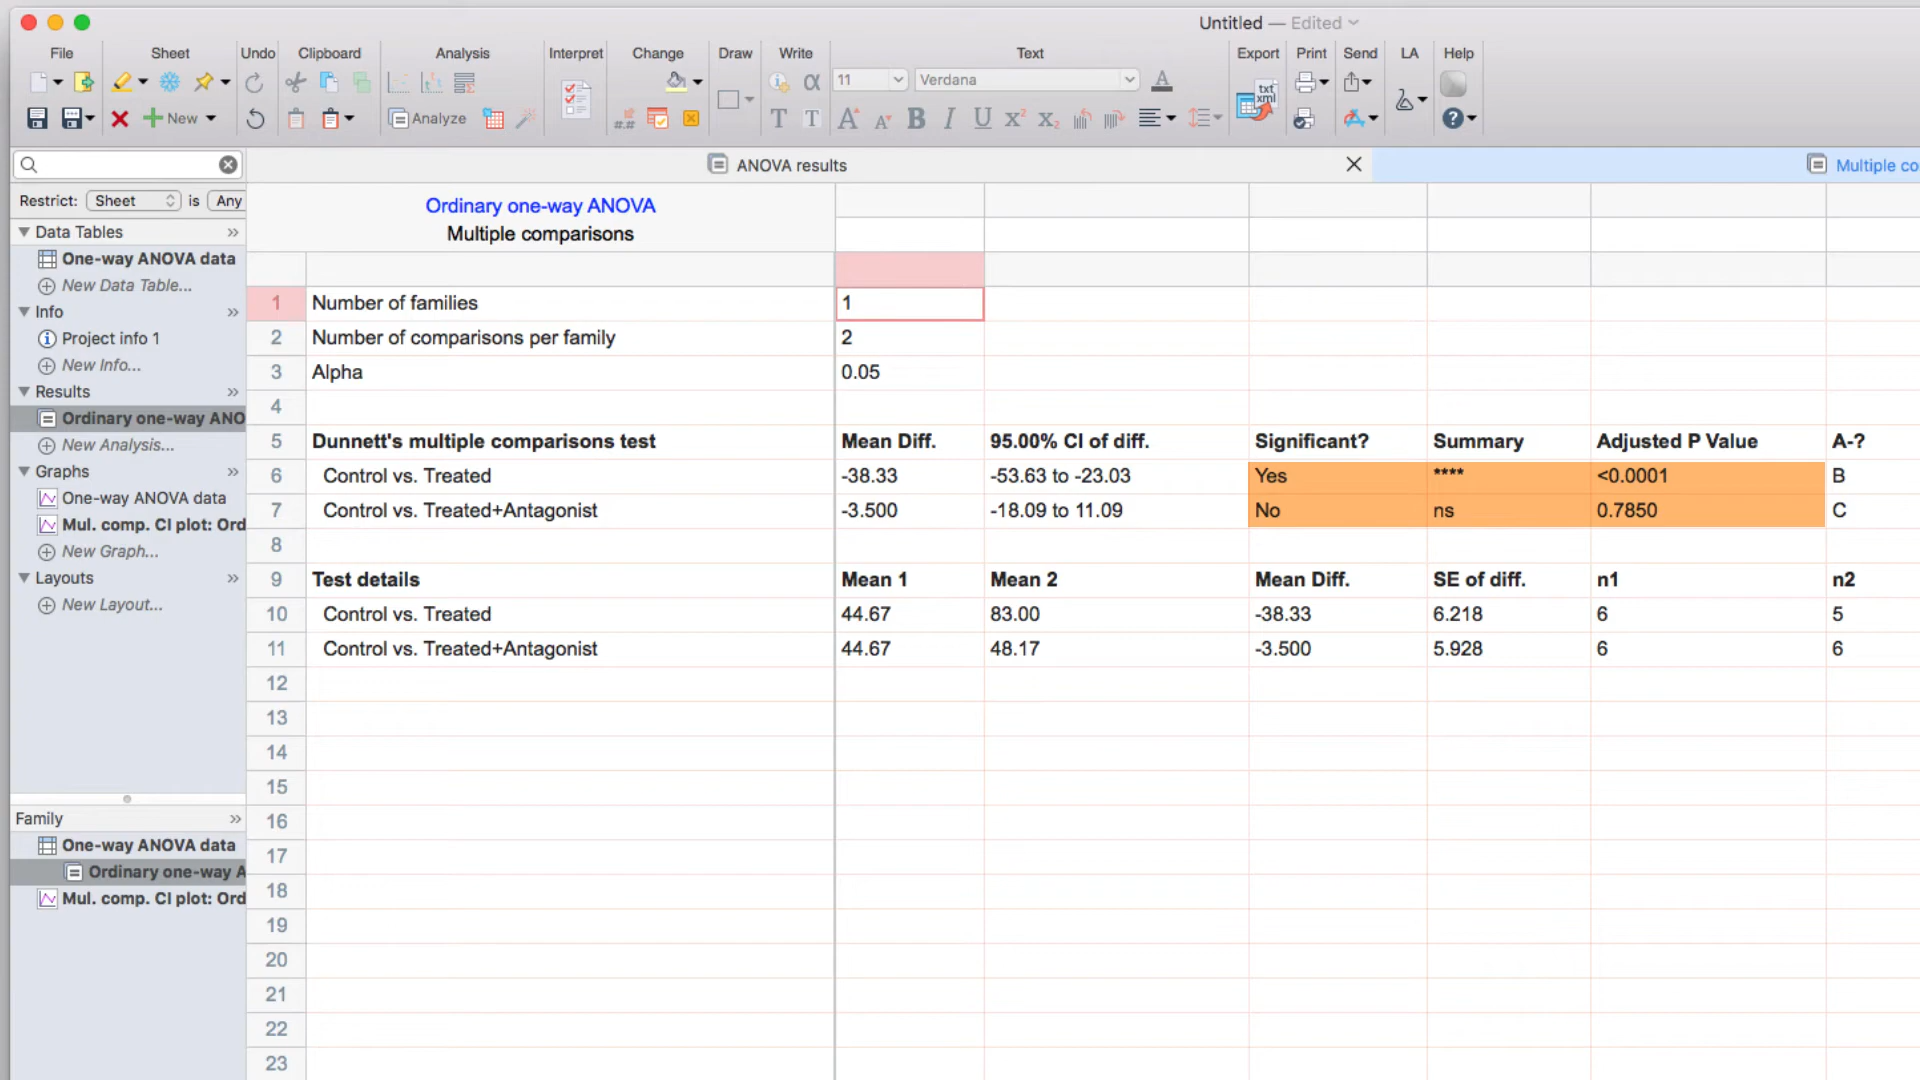 Untitled — Edited
File
Sheet
Undo
Clipboard
Analysis
Interpret
Change
Draw
Write
Text
Export
Print
Send
LA
Help
11
Verdana
txt
xml
New
Analyze
ANOVA results
Multiple co
Restrict: Sheet is Any
Data Tables
One-way ANOVA data
New Data Table...
Info
Project info 1
New Info...
Results
Ordinary one-way ANO
New Analysis...
Graphs
One-way ANOVA data
Mul. comp. CI plot: Ord
New Graph...
Layouts
New Layout...
Family
One-way ANOVA data
Ordinary one-way A
Mul. comp. CI plot: Ord
Ordinary one-way ANOVA
Multiple comparisons
1 Number of families 1
2 Number of comparisons per family 2
3 Alpha 0.05
4
5 Dunnett's multiple comparisons test Mean Diff. 95.00% CI of diff. Significant? Summary Adjusted P Value A-?
6 Control vs. Treated -38.33 -53.63 to -23.03 Yes **** <0.0001 B
7 Control vs. Treated+Antagonist -3.500 -18.09 to 11.09 No ns 0.7850 C
8
9 Test details Mean 1 Mean 2 Mean Diff. SE of diff. n1 n2
10 Control vs. Treated 44.67 83.00 -38.33 6.218 6 5
11 Control vs. Treated+Antagonist 44.67 48.17 -3.500 5.928 6 6
12
13
14
15
16
17
18
19
20
21
22
23